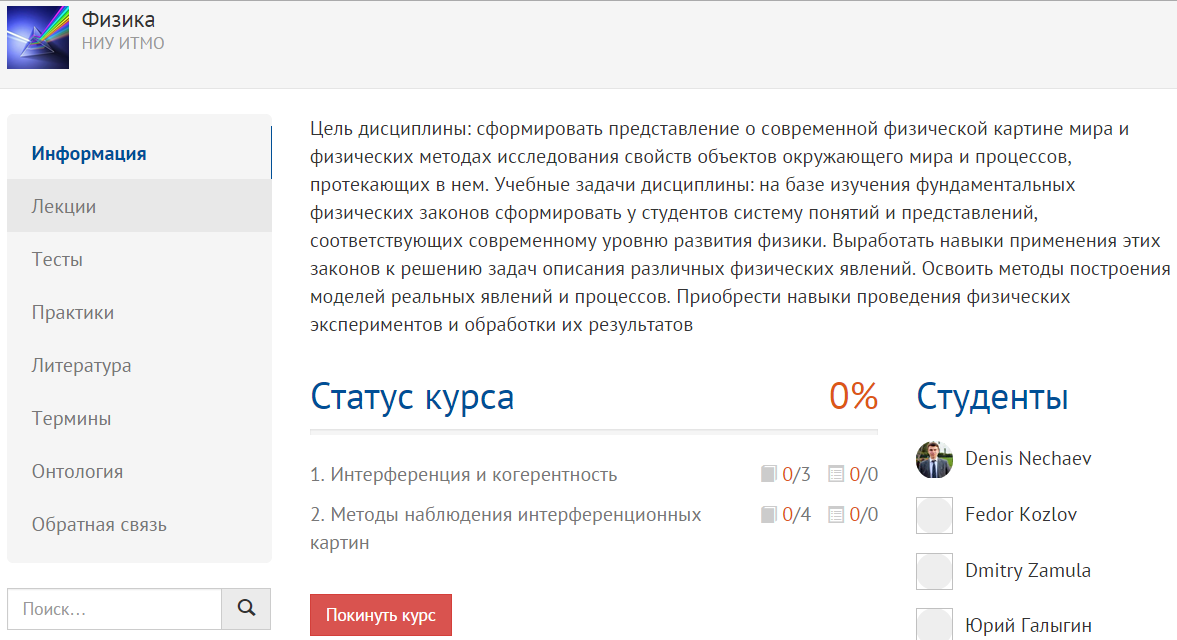 Физика
НИУ ИТМО
Информация
Лекции
Тесты
Практики
Литература
Термины
Онтология
Обратная связь
Поиск...
Цель дисциплины: сформировать представление о современной физической картине мира и
физических методах исследования свойств объектов окружающего мира и процессов,
протекающих в нем. Учебные задачи дисциплины: на базе изучения фундаментальных
физических законов сформировать у студентов систему понятий и представлений,
соответствующих современному уровню развития физики. Выработать навыки применения этих
законов к решению задач описания различных физических явлений. Освоить методы построения
моделей реальных явлений и процессов. Приобрести навыки проведения физических
экспериментов и обработки их результатов
Статус курса 0%
1. Интерференция и когерентность 0/3 0/0
2. Методы наблюдения интерференционных 0/4 0/0
картин
Покинуть курс
Студенты
Denis Nechaev
Fedor Kozlov
Dmitry Zamula
Юрий Галыгин